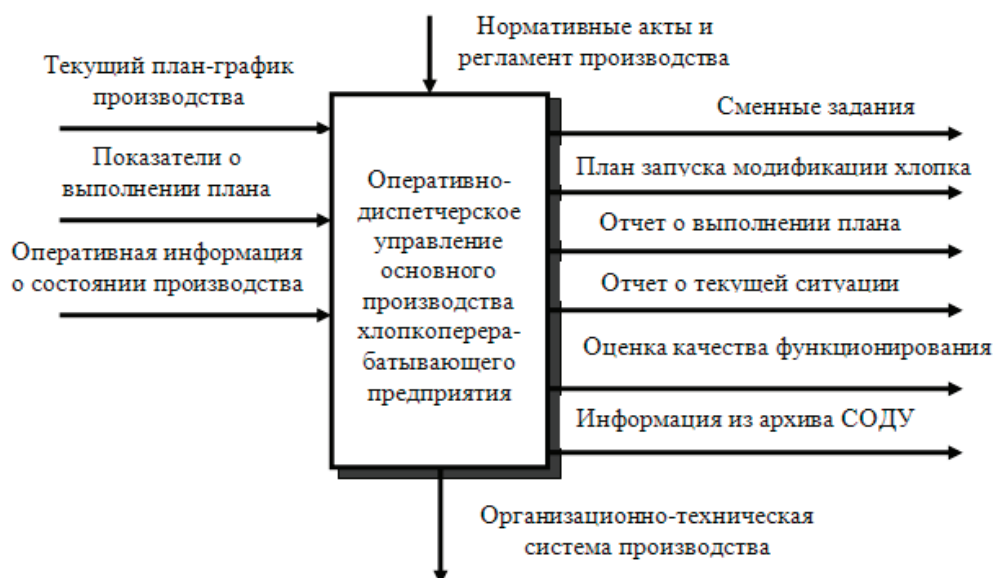 Нормативные акты и
регламент производства
Текущий план-график
производства
Показатели о
выполнении плана
Оперативная информация
о состоянии производства
Оперативно-
диспетчерское
управление
основного
производства
хлопкоперера-
батывающего
предприятия
Сменные задания
План запуска модификации хлопка
Отчет о выполнении плана
Отчет о текущей ситуации
Оценка качества функционирования
Информация из архива СОДУ
Организационно-техническая
система производства